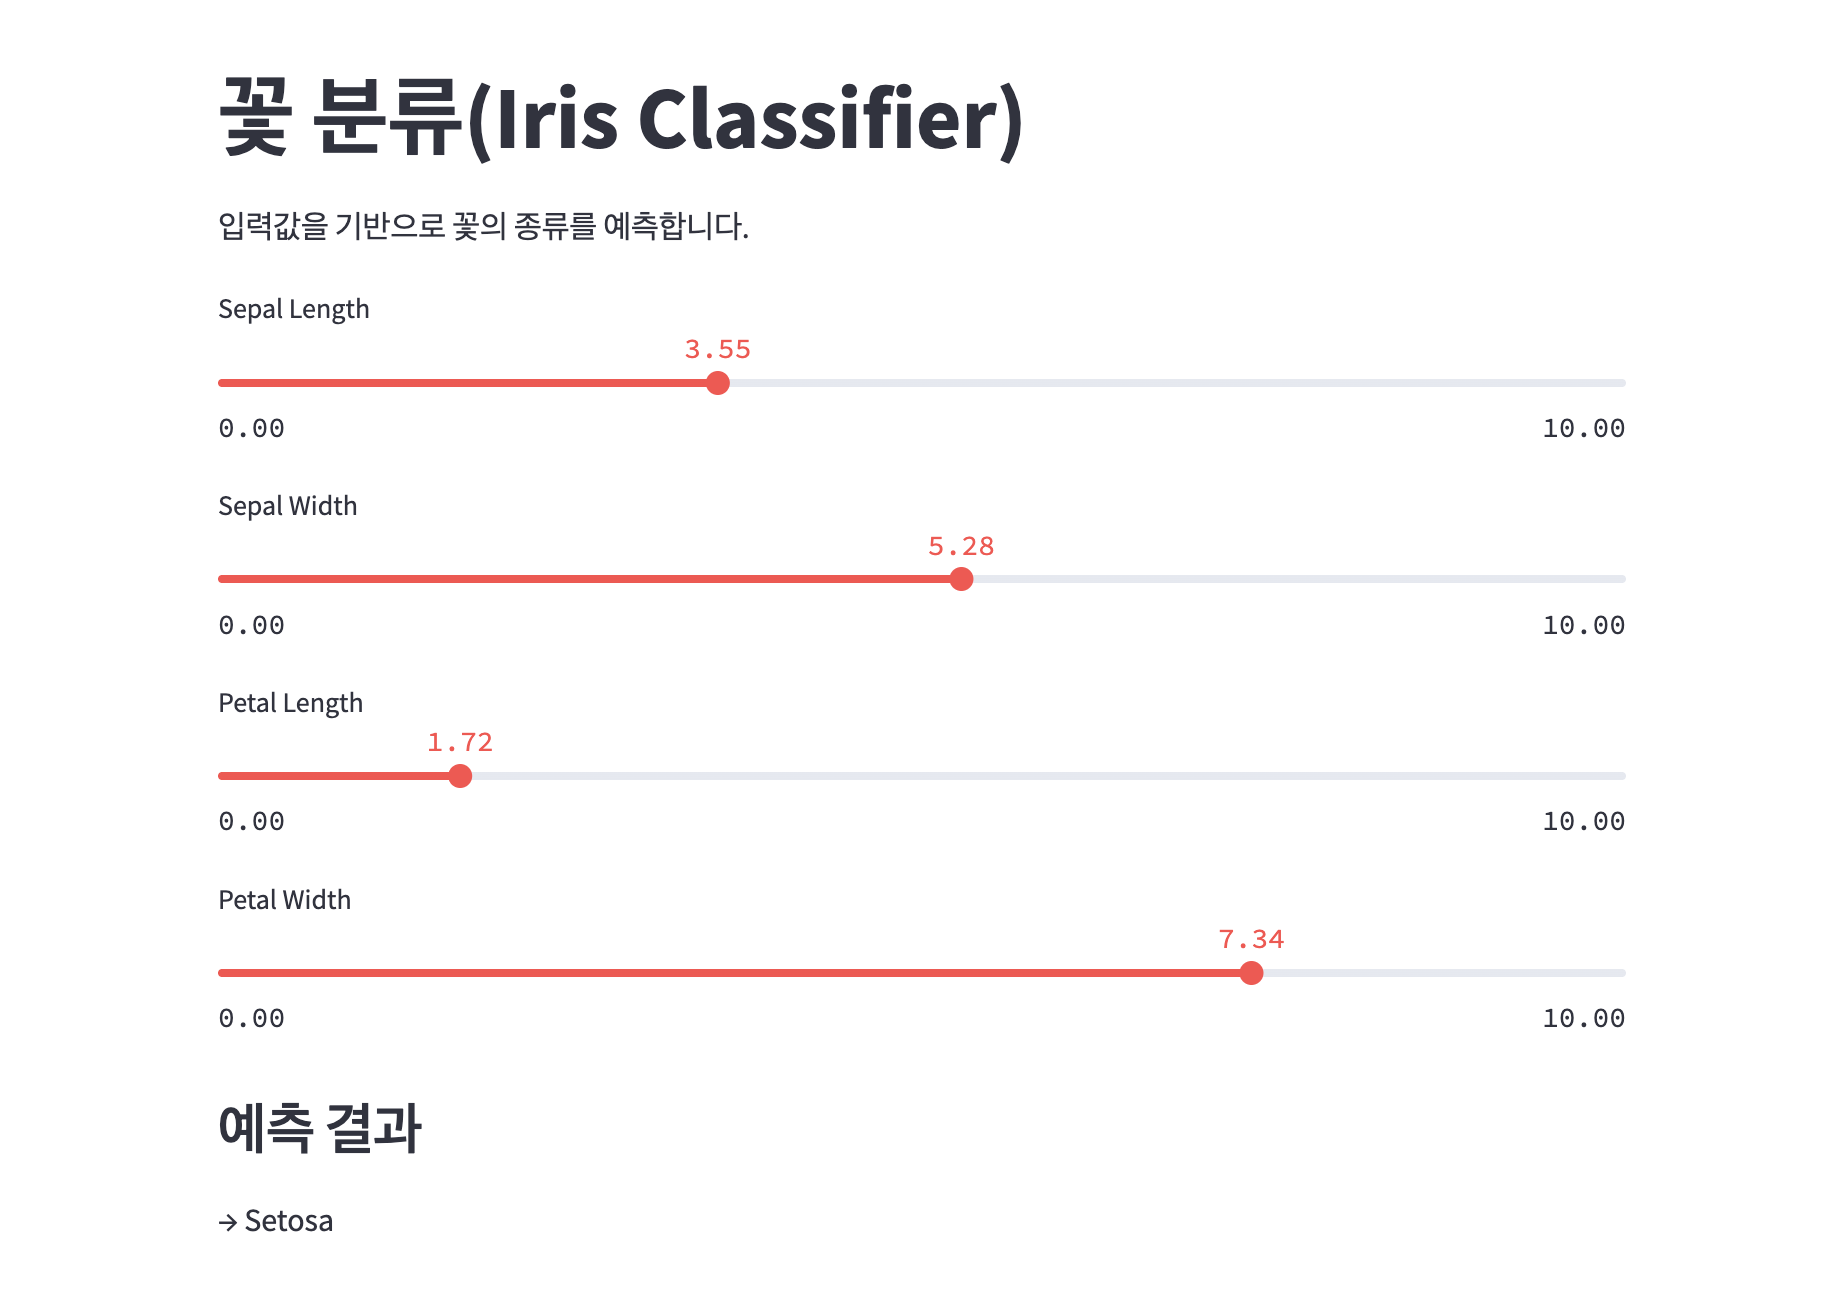 꽃 분류(Iris Classifier)
입력값을 기반으로 꽃의 종류를 예측합니다.
Sepal Length
3.55
0.00 10.00
Sepal Width
5.28
0.00 10.00
Petal Length
1.72
0.00 10.00
Petal Width
7.34
0.00 10.00
예측 결과
→ Setosa